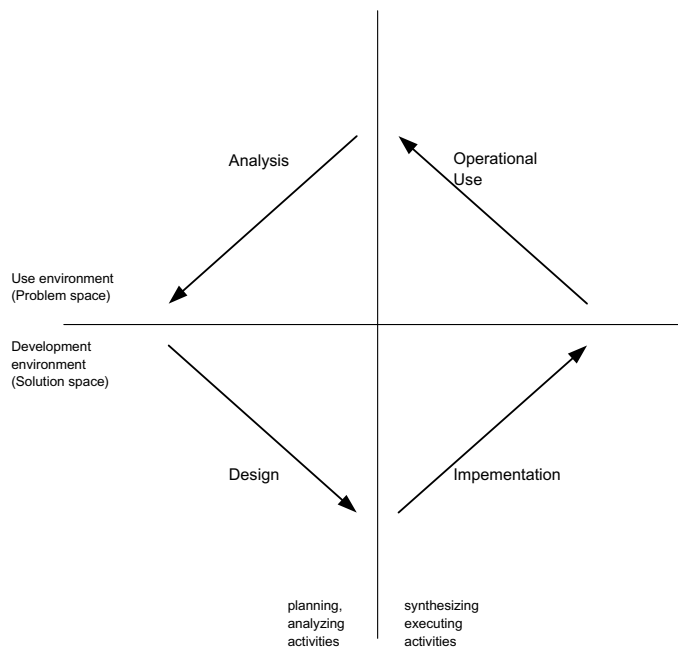 Analysis
Operational
Use
Use environment
(Problem space)
Development
environment
(Solution space)
Design
Impementation
planning,
analyzing
activities
synthesizing
executing
activities